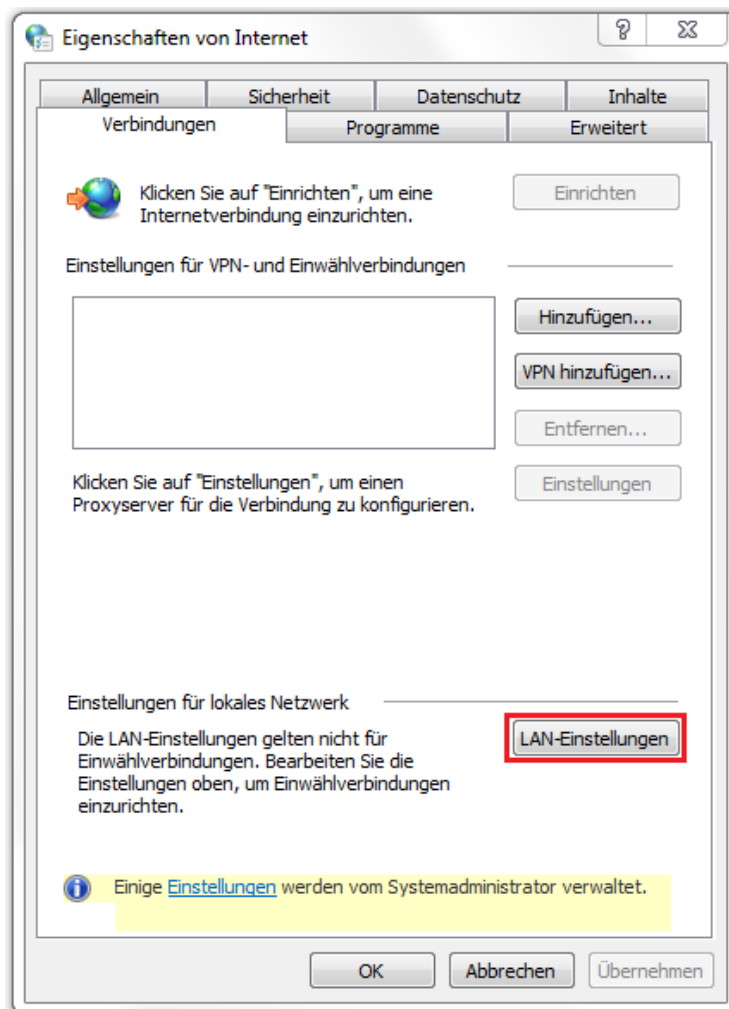 Eigenschaften von Internet
?
Allgemein Sicherheit Datenschutz Inhalte
Verbindungen Programme Erweitert
Klicken Sie auf "Einrichten", um eine
Internetverbindung einzurichten.
Einrichten
Einstellungen für VPN- und Einwählverbindungen
Hinzufügen...
VPN hinzufügen...
Entfernen...
Klicken Sie auf "Einstellungen", um einen
Proxyserver für die Verbindung zu konfigurieren.
Einstellungen
Einstellungen für lokales Netzwerk
Die LAN-Einstellungen gelten nicht für
Einwählverbindungen. Bearbeiten Sie die
Einstellungen oben, um Einwählverbindungen
einzurichten.
LAN-Einstellungen
Einige Einstellungen werden vom Systemadministrator verwaltet.
OK Abbrechen Übernehmen